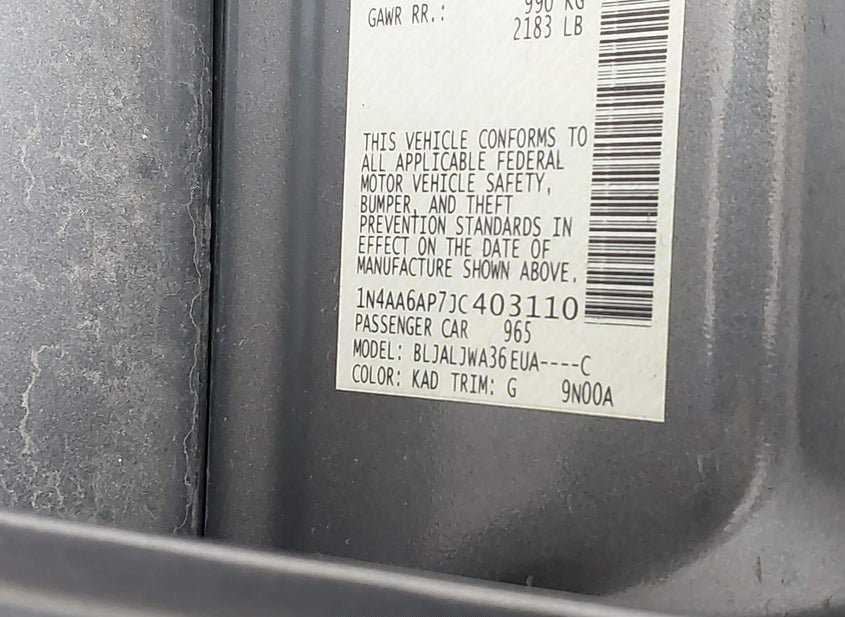 GAWR RR.: 990 KG
2183 LB
THIS VEHICLE CONFORMS TO
ALL APPLICABLE FEDERAL
MOTOR VEHICLE SAFETY,
BUMPER, AND THEFT
PREVENTION STANDARDS IN
EFFECT ON THE DATE OF
MANUFACTURE SHOWN ABOVE.
1N4AA6AP7JC403110
PASSENGER CAR 965
MODEL: BLJALJWA36EUA----C
COLOR: KAD TRIM: G 9N00A